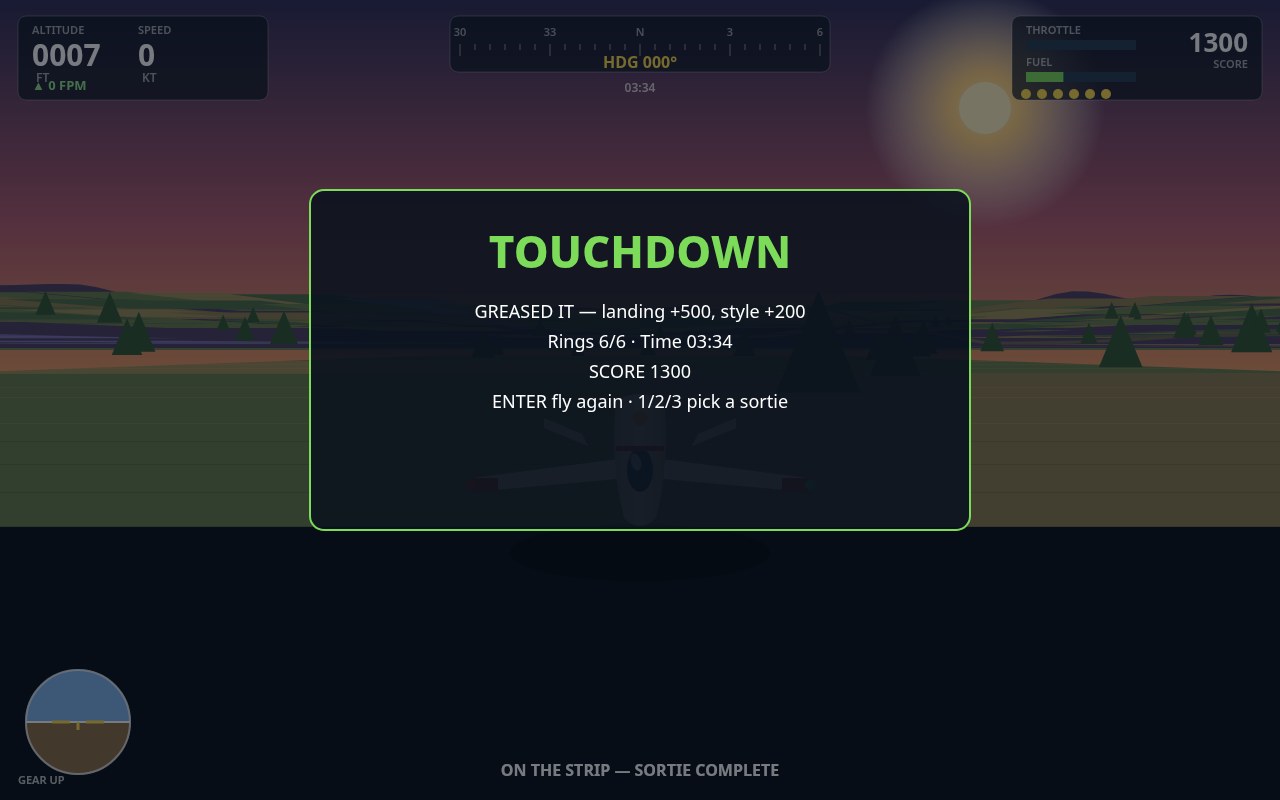 ALTITUDE SPEED
0007 0
FT KT
▲ 0 FPM
30 33 N 3 6
HDG 000°
03:34
THROTTLE
1300
FUEL
SCORE
TOUCHDOWN
GREASED IT — landing +500, style +200
Rings 6/6 · Time 03:34
SCORE 1300
ENTER fly again · 1/2/3 pick a sortie
GEAR UP
ON THE STRIP — SORTIE COMPLETE